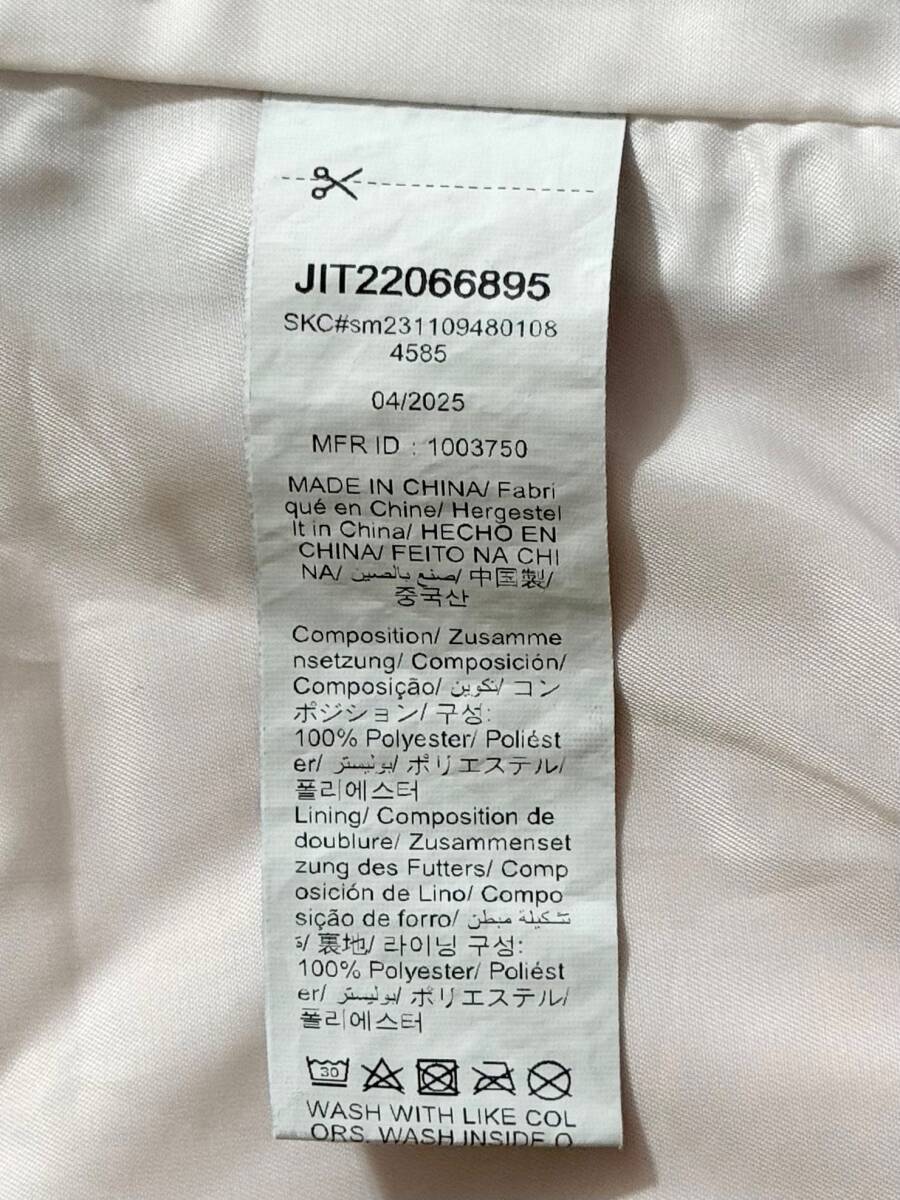 JIT22066895
SKC#sm231109480108
4585
04/2025
MFR ID : 1003750
MADE IN CHINA/ Fabri
qué en Chine/ Hergestel
lt in China/ HECHO EN
CHINA/ FEITO NA CHI
NA/ صنع بالصين/ 中国製/
중국산
Composition/ Zusamme
nsetzung/ Composición/
Composição/ تكوين/ コン
ポジション/ 구성:
100% Polyester/ Poliést
er/ بوليستر/ ポリエステル/
폴리에스터
Lining/ Composition de
doublure/ Zusammenset
zung des Futters/ Comp
osición de Lino/ Compo
sição de forro/ تشكيلة مبطن
ة/ 裏地/ 라이닝 구성:
100% Polyester/ Poliést
er/ بوليستر/ ポリエステル/
폴리에스터
30
WASH WITH LIKE COL
ORS. WASH INSIDE O